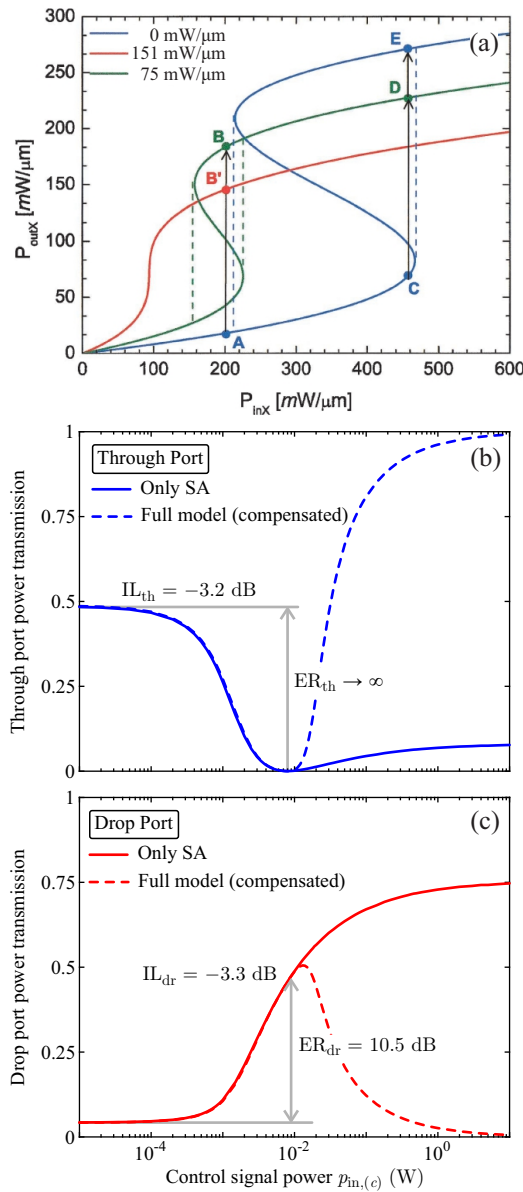 (a)
0 mW/μm
151 mW/μm
75 mW/μm
300
250
200
150
100
50
0
P_outX [mW/μm]
E
D
B
B'
C
A
0 100 200 300 400 500 600
P_inX [mW/μm]
(b)
Through Port
Only SA
Full model (compensated)
IL_th = −3.2 dB
ER_th → ∞
1
0.75
0.5
0.25
0
Through port power transmission
(c)
Drop Port
Only SA
Full model (compensated)
IL_dr = −3.3 dB
ER_dr = 10.5 dB
1
0.75
0.5
0.25
0
Drop port power transmission
10^-4 10^-2 10^0
Control signal power p_in,(c) (W)